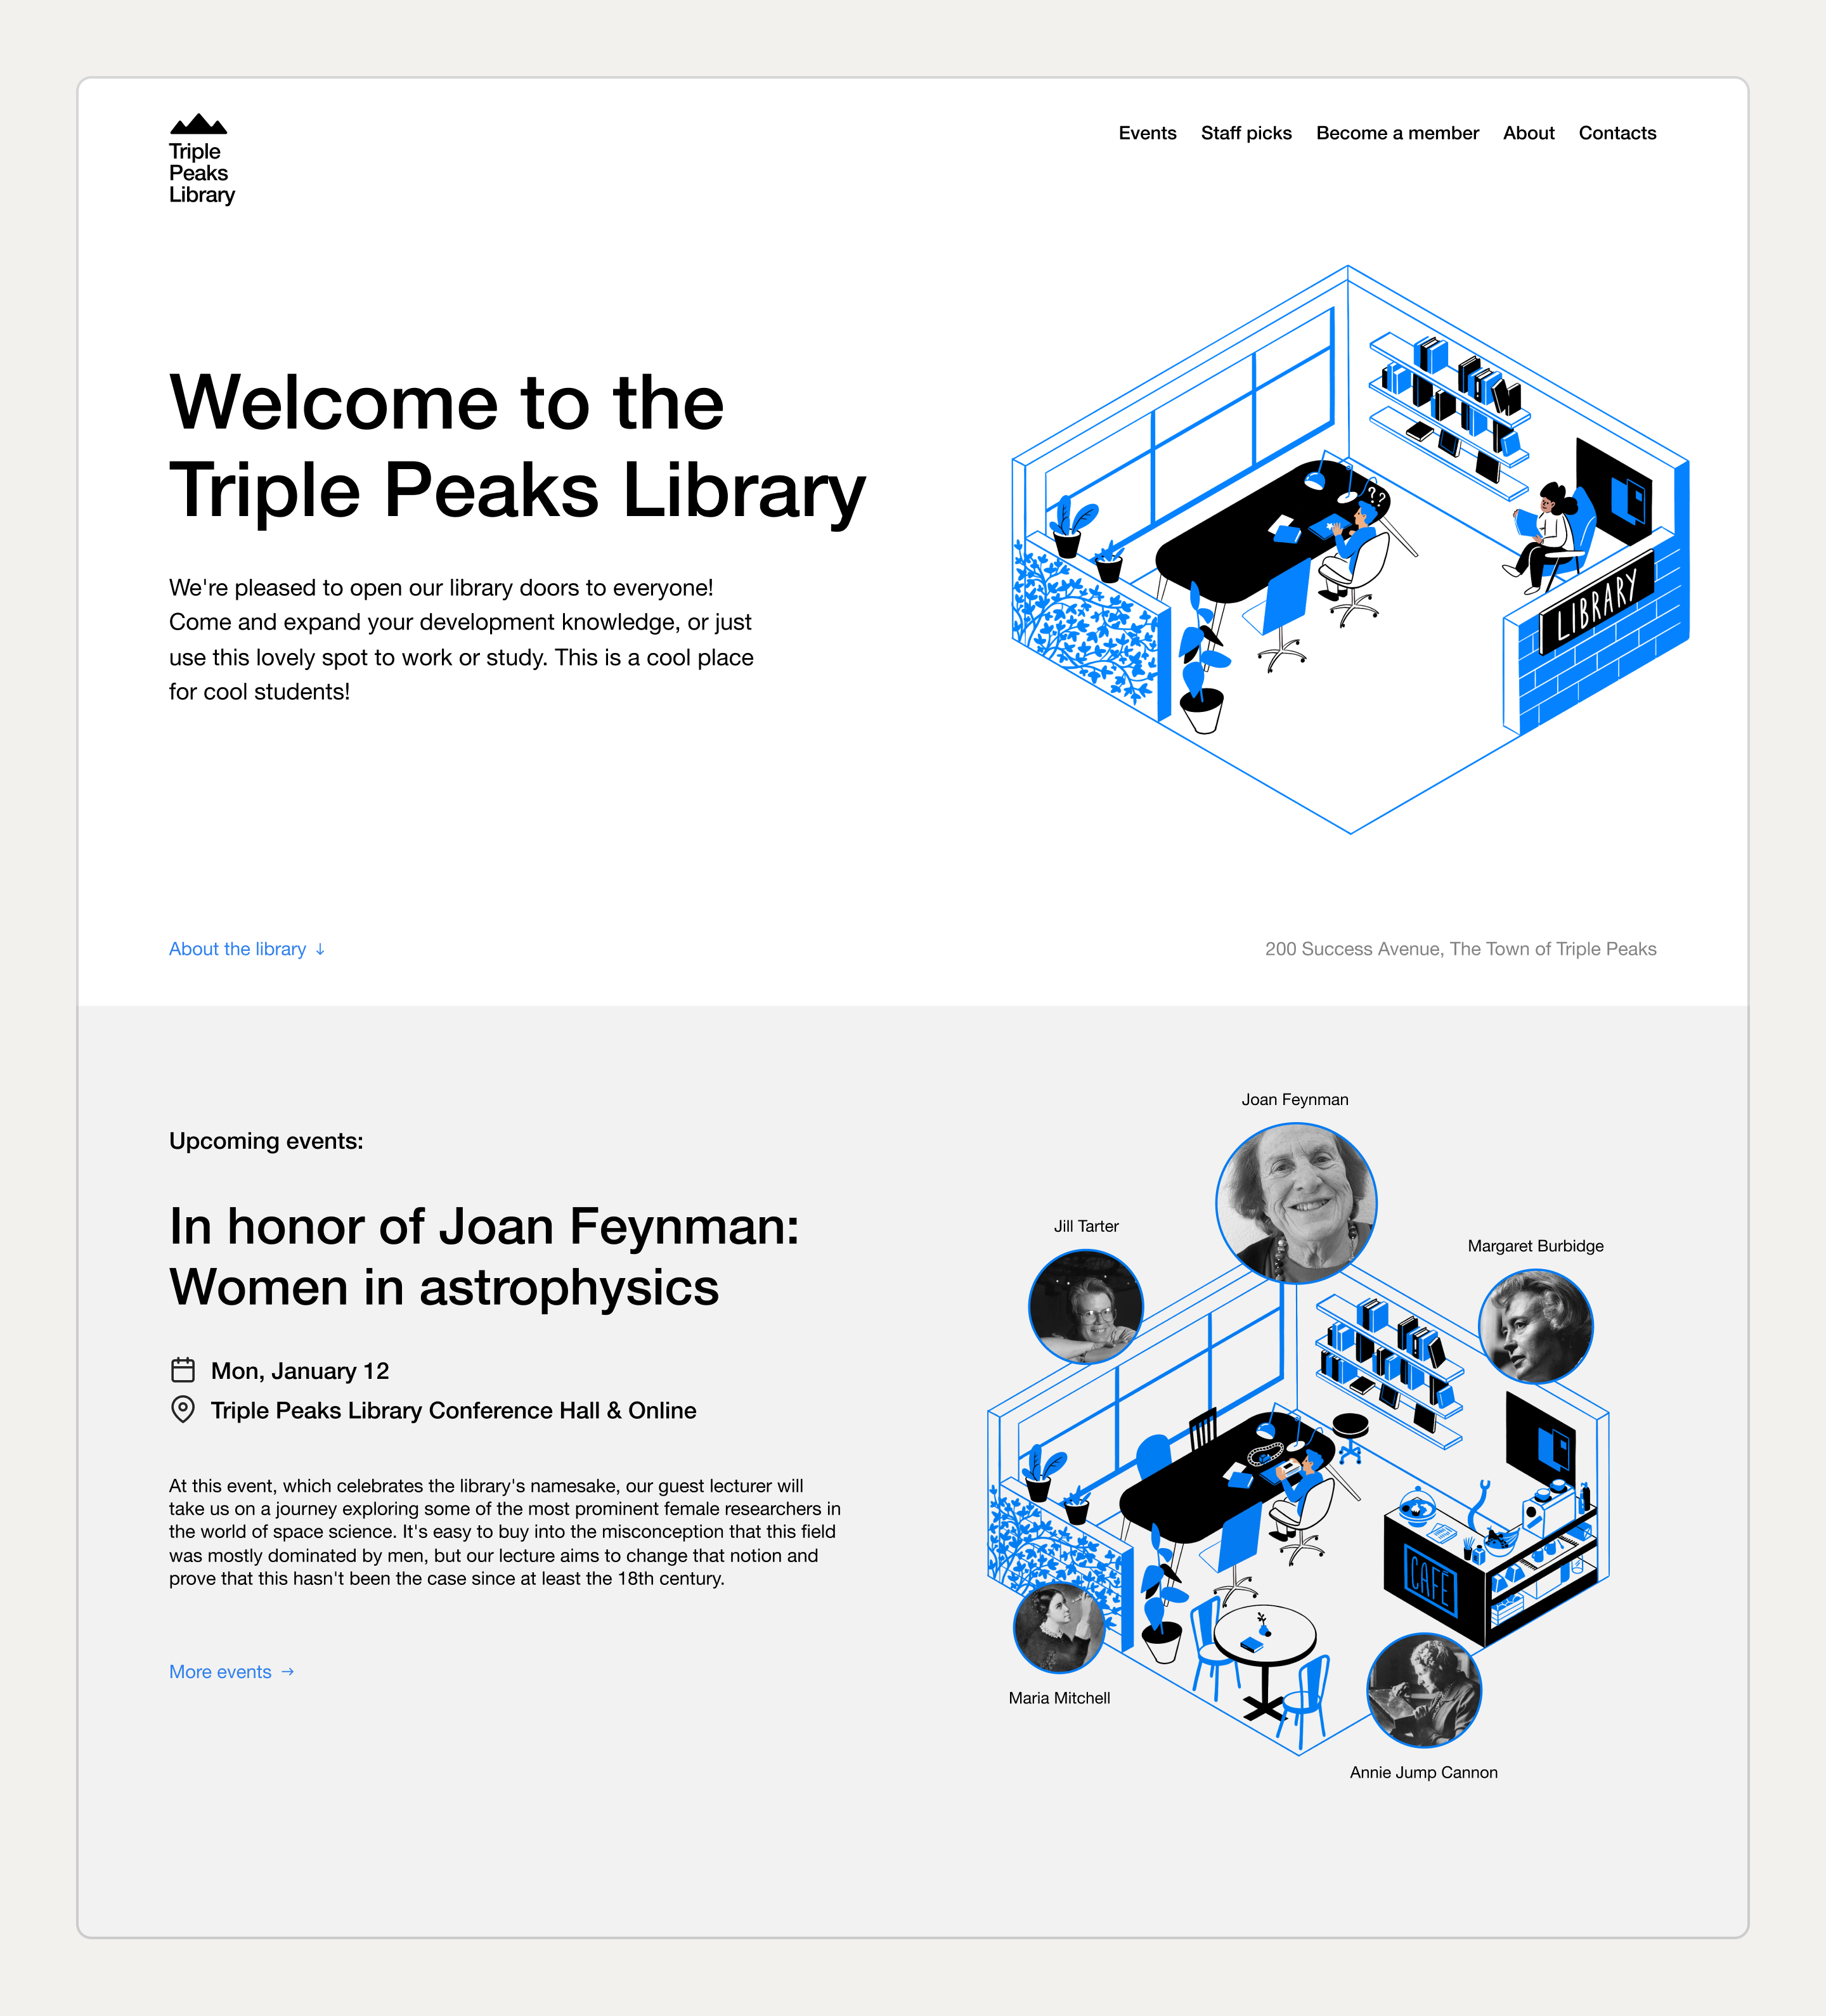 Triple
Peaks
Library
Events Staff picks Become a member About Contacts
Welcome to the
Triple Peaks Library
We're pleased to open our library doors to everyone!
Come and expand your development knowledge, or just
use this lovely spot to work or study. This is a cool place
for cool students!
??
LIBRARY
About the library ↓
200 Success Avenue, The Town of Triple Peaks
Upcoming events:
In honor of Joan Feynman:
Women in astrophysics
Mon, January 12
Triple Peaks Library Conference Hall & Online
At this event, which celebrates the library's namesake, our guest lecturer will
take us on a journey exploring some of the most prominent female researchers in
the world of space science. It's easy to buy into the misconception that this field
was mostly dominated by men, but our lecture aims to change that notion and
prove that this hasn't been the case since at least the 18th century.
More events →
Joan Feynman
Jill Tarter
Margaret Burbidge
CAFÉ
Maria Mitchell
Annie Jump Cannon